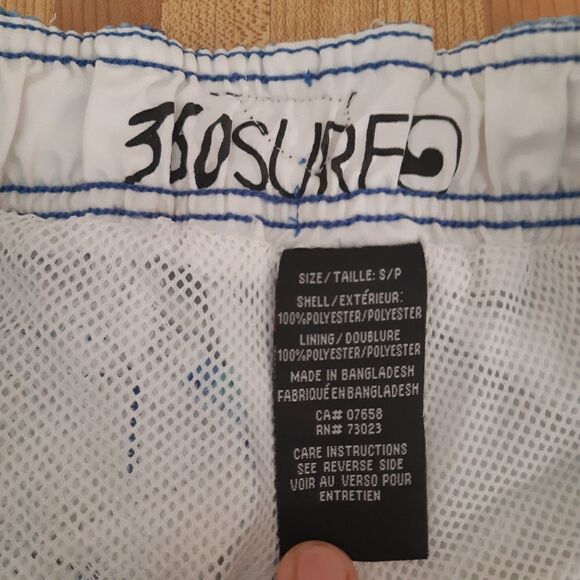 360SURF
SIZE/TAILLE: S/P
SHELL/EXTÉRIEUR:
100%POLYESTER/POLYESTER
LINING/DOUBLURE
100%POLYESTER/POLYESTER
MADE IN BANGLADESH
FABRIQUÉ EN BANGLADESH
CA# 07658
RN# 73023
CARE INSTRUCTIONS
SEE REVERSE SIDE
VOIR AU VERSO POUR
ENTRETIEN